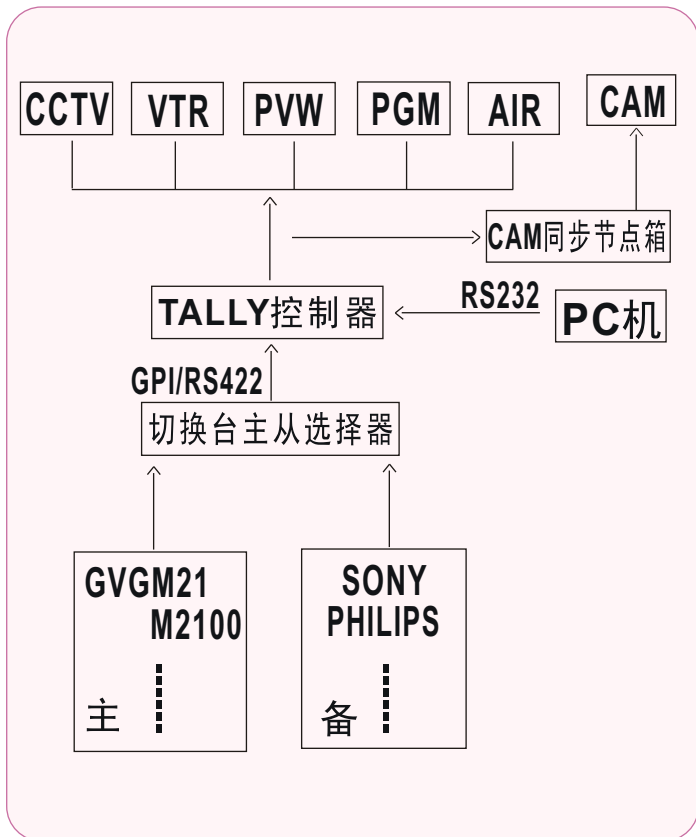 CCTV VTR PVW PGM AIR CAM
CAM同步节点箱
RS232
TALLY控制器
PC机
GPI/RS422
切换台主从选择器
GVGM21
M2100
主
SONY
PHILIPS
备